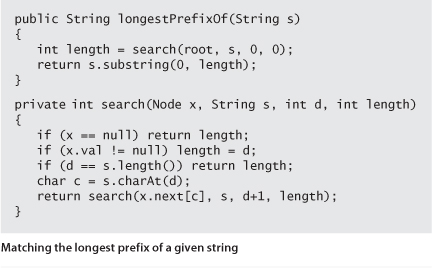 public String longestPrefixOf(String s)
{
   int length = search(root, s, 0, 0);
   return s.substring(0, length);
}
private int search(Node x, String s, int d, int length)
{
   if (x == null) return length;
   if (x.val != null) length = d;
   if (d == s.length()) return length;
   char c = s.charAt(d);
   return search(x.next[c], s, d+1, length);
}
Matching the longest prefix of a given string